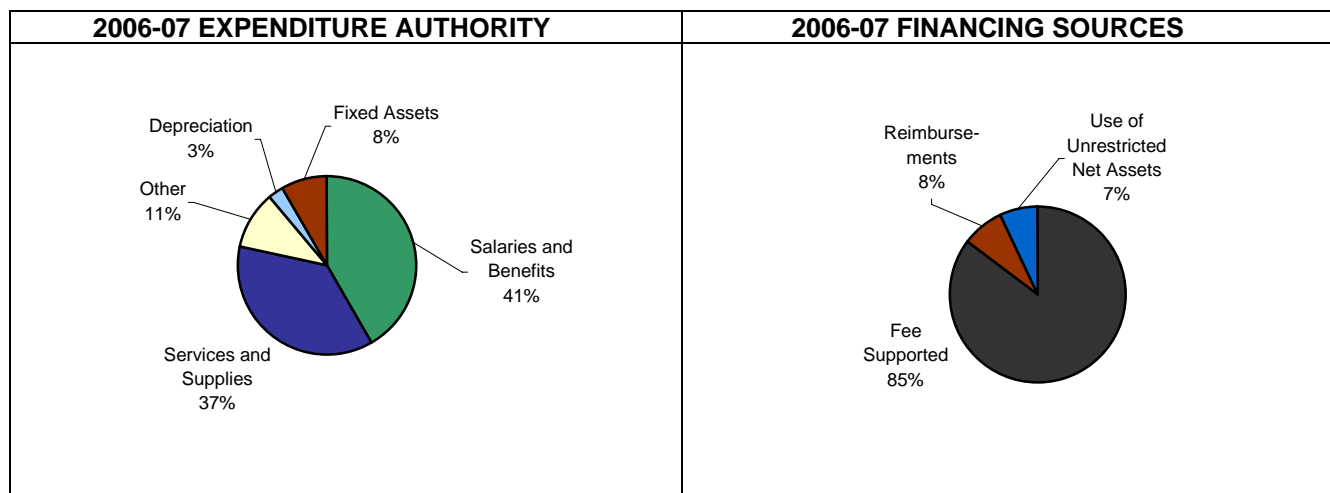 2006-07 EXPENDITURE AUTHORITY
Depreciation
3%
Fixed Assets
8%
Other
11%
Salaries and
Benefits
41%
Services and
Supplies
37%
2006-07 FINANCING SOURCES
Reimburse-
ments
8%
Use of
Unrestricted
Net Assets
7%
Fee
Supported
85%